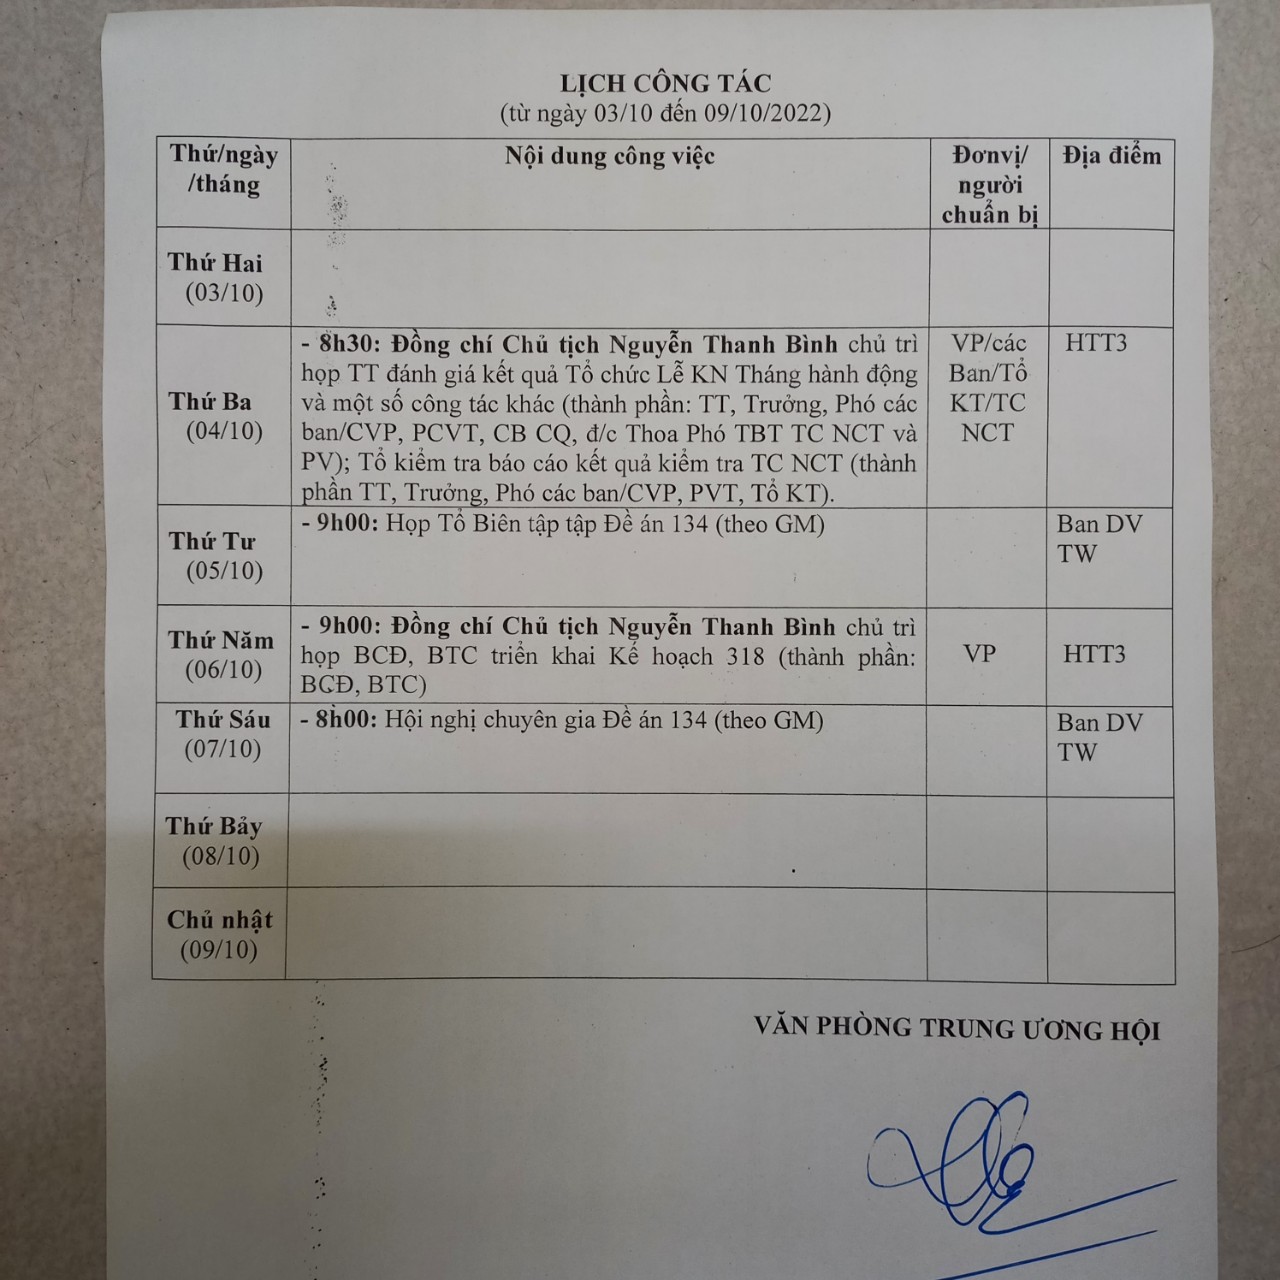 LỊCH CÔNG TÁC
(từ ngày 03/10 đến 09/10/2022)
Thứ/ngày
/tháng
Nội dung công việc
Đơnvị/
người
chuẩn bị
Địa điểm
Thứ Hai
(03/10)
Thứ Ba
(04/10)
- 8h30: Đồng chí Chủ tịch Nguyễn Thanh Bình chủ trì
họp TT đánh giá kết quả Tổ chức Lễ KN Tháng hành động
và một số công tác khác (thành phần: TT, Trưởng, Phó các
ban/CVP, PCVT, CB CQ, đ/c Thoa Phó TBT TC NCT và
PV); Tổ kiểm tra báo cáo kết quả kiểm tra TC NCT (thành
phần TT, Trưởng, Phó các ban/CVP, PVT, Tổ KT).
VP/các
Ban/Tổ
KT/TC
NCT
HTT3
Thứ Tư
(05/10)
- 9h00: Họp Tổ Biên tập tập Đề án 134 (theo GM)
Ban DV
TW
Thứ Năm
(06/10)
- 9h00: Đồng chí Chủ tịch Nguyễn Thanh Bình chủ trì
họp BCĐ, BTC triển khai Kế hoạch 318 (thành phần:
BCĐ, BTC)
VP
HTT3
Thứ Sáu
(07/10)
- 8h00: Hội nghị chuyên gia Đề án 134 (theo GM)
Ban DV
TW
Thứ Bảy
(08/10)
Chủ nhật
(09/10)
VĂN PHÒNG TRUNG ƯƠNG HỘI